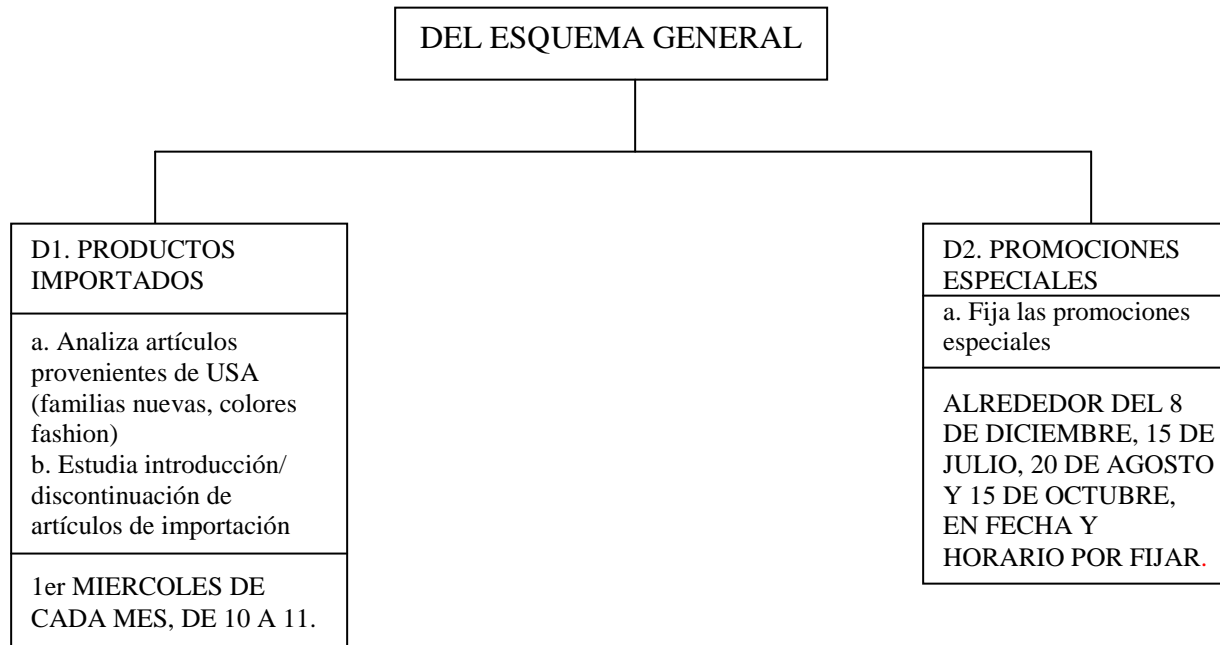 DEL ESQUEMA GENERAL
D1. PRODUCTOS
IMPORTADOS
a. Analiza artículos
provenientes de USA
(familias nuevas, colores
fashion)
b. Estudia introducción/
discontinuación de
artículos de importación
1er MIERCOLES DE
CADA MES, DE 10 A 11.
D2. PROMOCIONES
ESPECIALES
a. Fija las promociones
especiales
ALREDEDOR DEL 8
DE DICIEMBRE, 15 DE
JULIO, 20 DE AGOSTO
Y 15 DE OCTUBRE,
EN FECHA Y
HORARIO POR FIJAR.